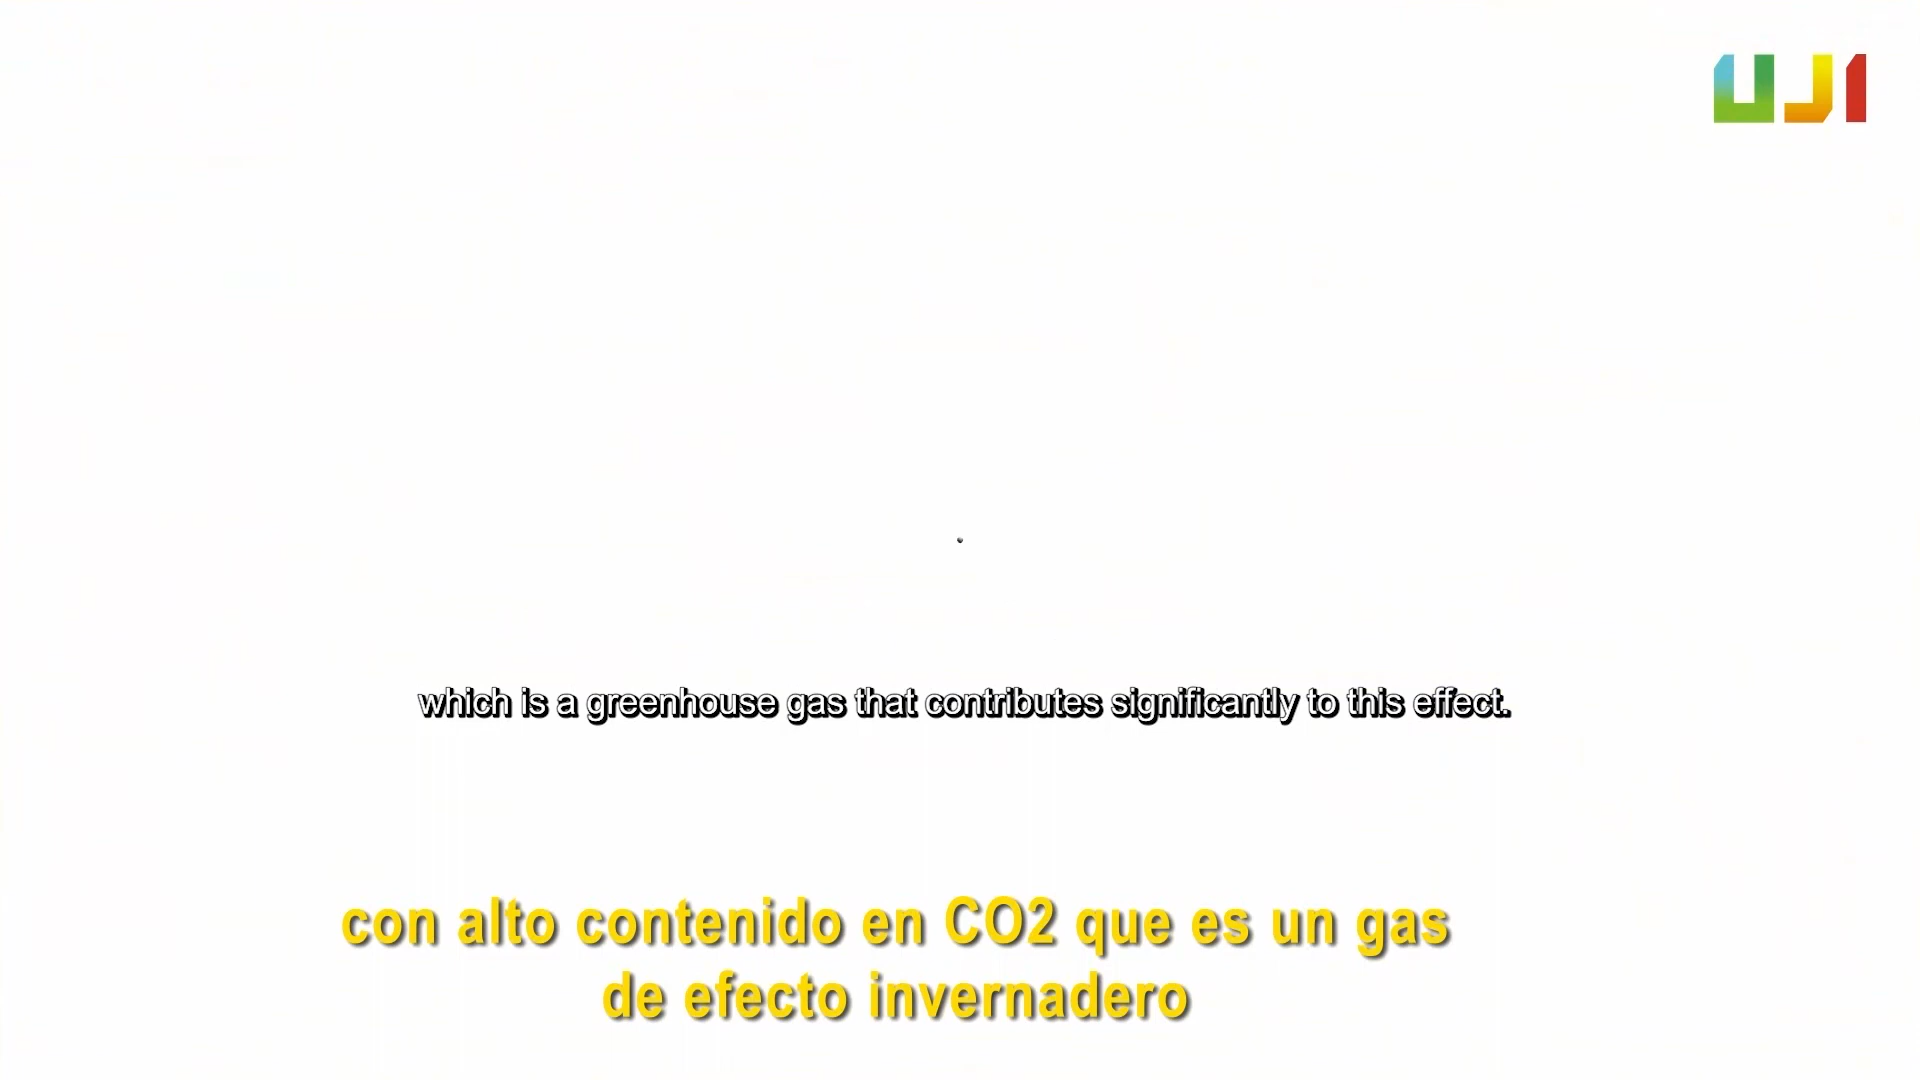 UJI
which is a greenhouse gas that contributes significantly to this effect.
con alto contenido en CO2 que es un gas
de efecto invernadero